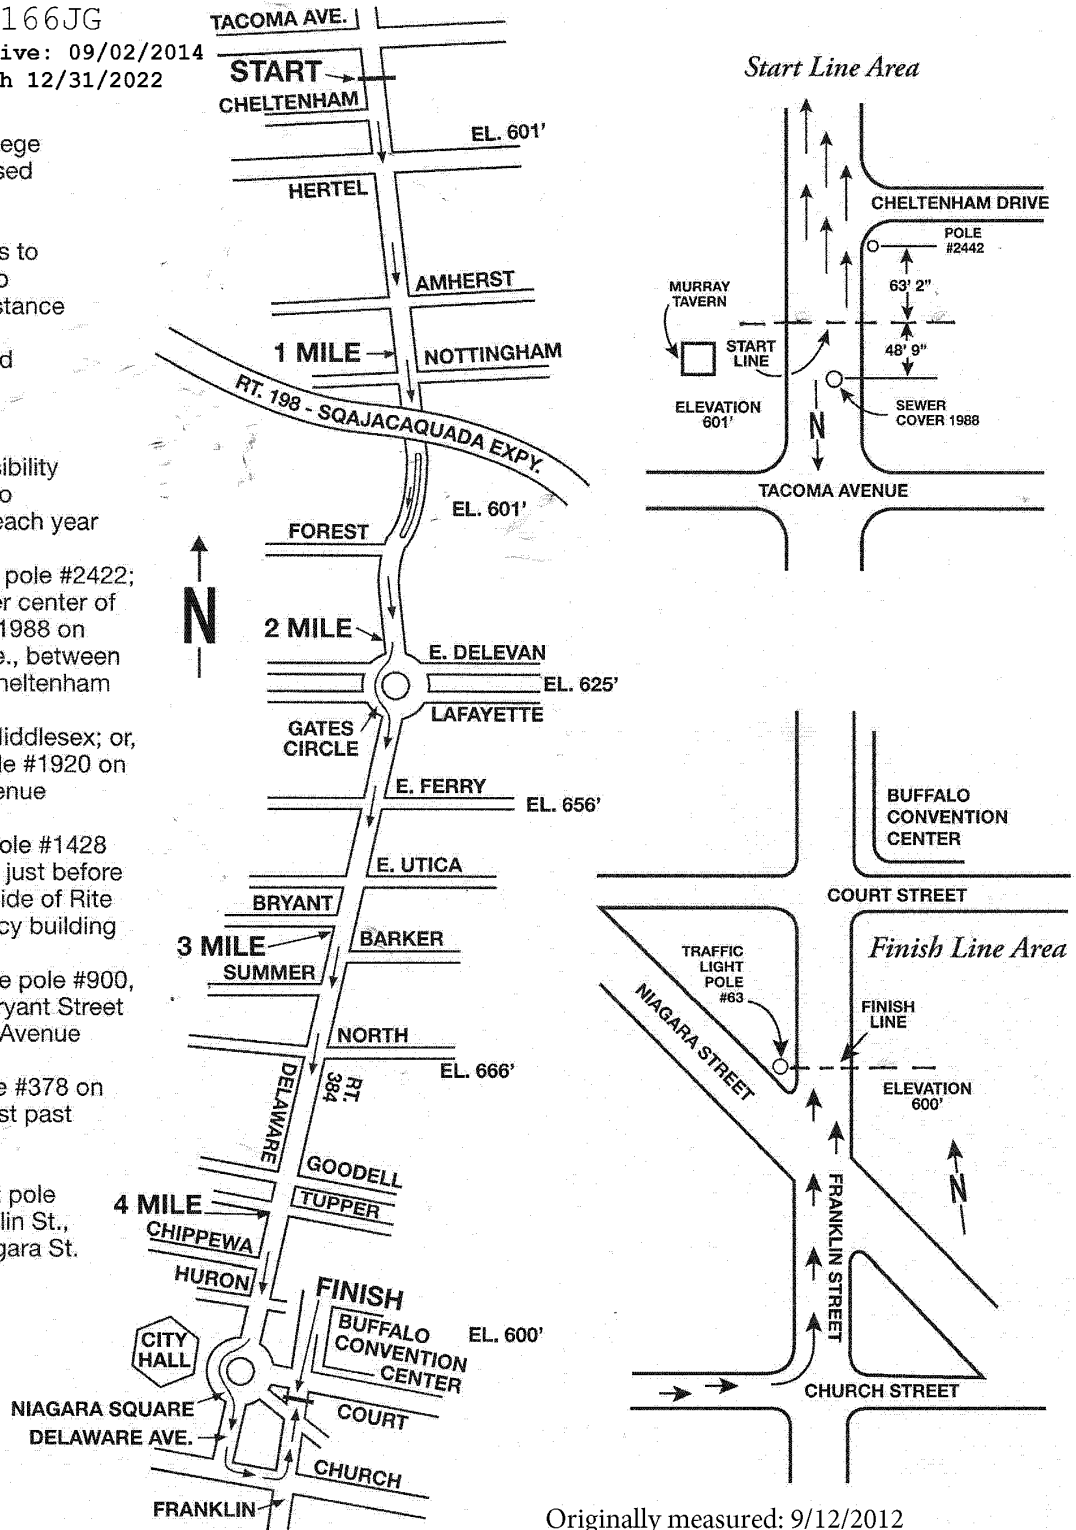 166JG
ive: 09/02/2014
h 12/31/2022
ege
sed
s to
o
stance
d
sibility
o
each year
pole #2422;
er center of
1988 on
e., between
heltenham
liddlesex; or,
le #1920 on
enue
ole #1428
just before
ide of Rite
cy building
e pole #900,
ryant Street
Avenue
e #378 on
st past
t pole
lin St.,
gara St.
TACOMA AVE.
START
CHELTENHAM
EL. 601'
HERTEL
AMHERST
1 MILE
NOTTINGHAM
RT. 198 - SQAJACAQUADA EXPY.
EL. 601'
FOREST
N
2 MILE
E. DELEVAN
EL. 625'
LAFAYETTE
GATES
CIRCLE
E. FERRY
EL. 656'
E. UTICA
BRYANT
3 MILE
BARKER
SUMMER
NORTH
EL. 666'
DELAWARE
RT.
384
GOODELL
4 MILE
TUPPER
CHIPPEWA
HURON
FINISH
CITY
HALL
BUFFALO
CONVENTION
CENTER
EL. 600'
NIAGARA SQUARE
COURT
DELAWARE AVE.
CHURCH
FRANKLIN
Start Line Area
CHELTENHAM DRIVE
POLE
#2442
63' 2"
MURRAY
TAVERN
START
LINE
48' 9"
ELEVATION
601'
SEWER
COVER 1988
N
TACOMA AVENUE
BUFFALO
CONVENTION
CENTER
COURT STREET
Finish Line Area
TRAFFIC
LIGHT
POLE
#63
NIAGARA STREET
FINISH
LINE
ELEVATION
600'
N
FRANKLIN STREET
CHURCH STREET
Originally measured: 9/12/2012